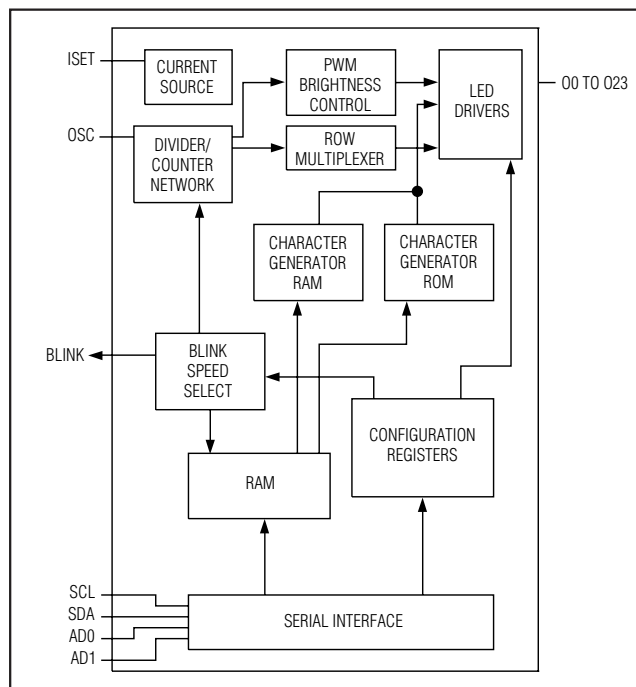 ISET
CURRENT
SOURCE
PWM
BRIGHTNESS
CONTROL
LED
DRIVERS
O0 TO O23
OSC
DIVIDER/
COUNTER
NETWORK
ROW
MULTIPLEXER
CHARACTER
GENERATOR
RAM
CHARACTER
GENERATOR
ROM
BLINK
BLINK
SPEED
SELECT
CONFIGURATION
REGISTERS
RAM
SCL
SDA
AD0
AD1
SERIAL INTERFACE